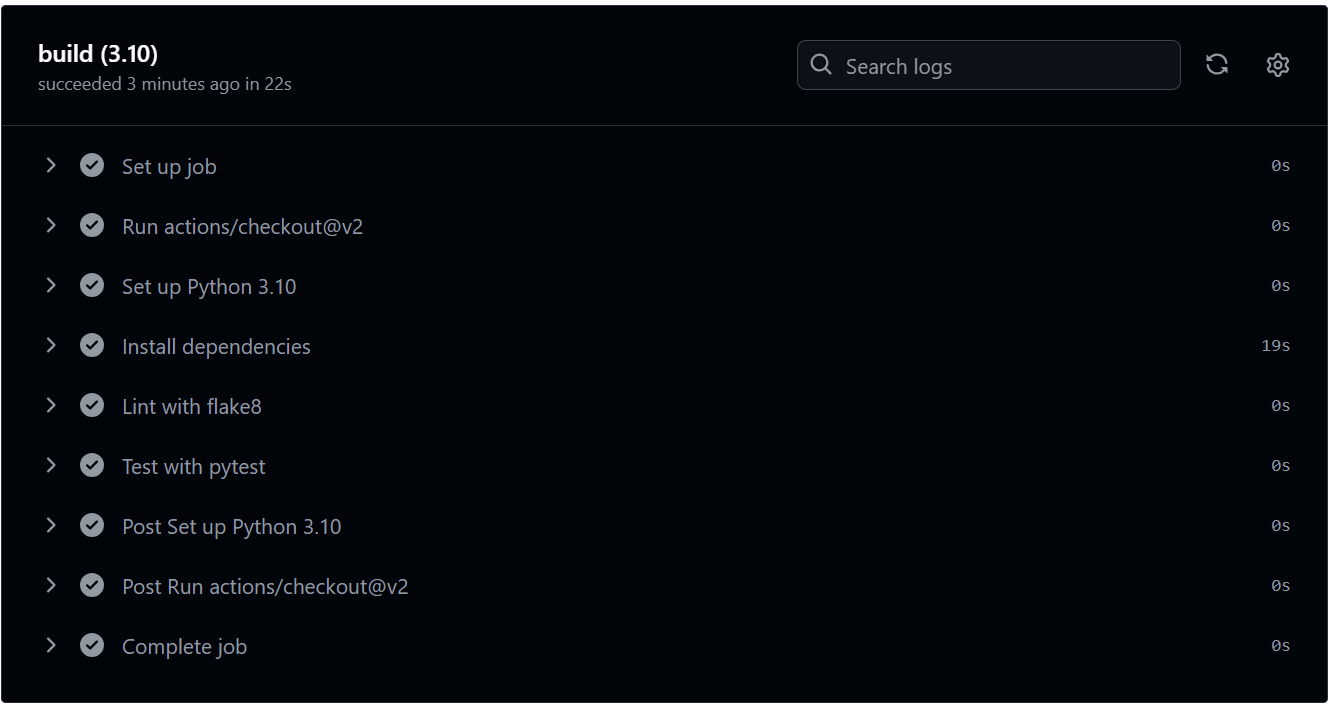 build (3.10)
succeeded 3 minutes ago in 22s
Search logs
Set up job 0s
Run actions/checkout@v2 0s
Set up Python 3.10 0s
Install dependencies 19s
Lint with flake8 0s
Test with pytest 0s
Post Set up Python 3.10 0s
Post Run actions/checkout@v2 0s
Complete job 0s